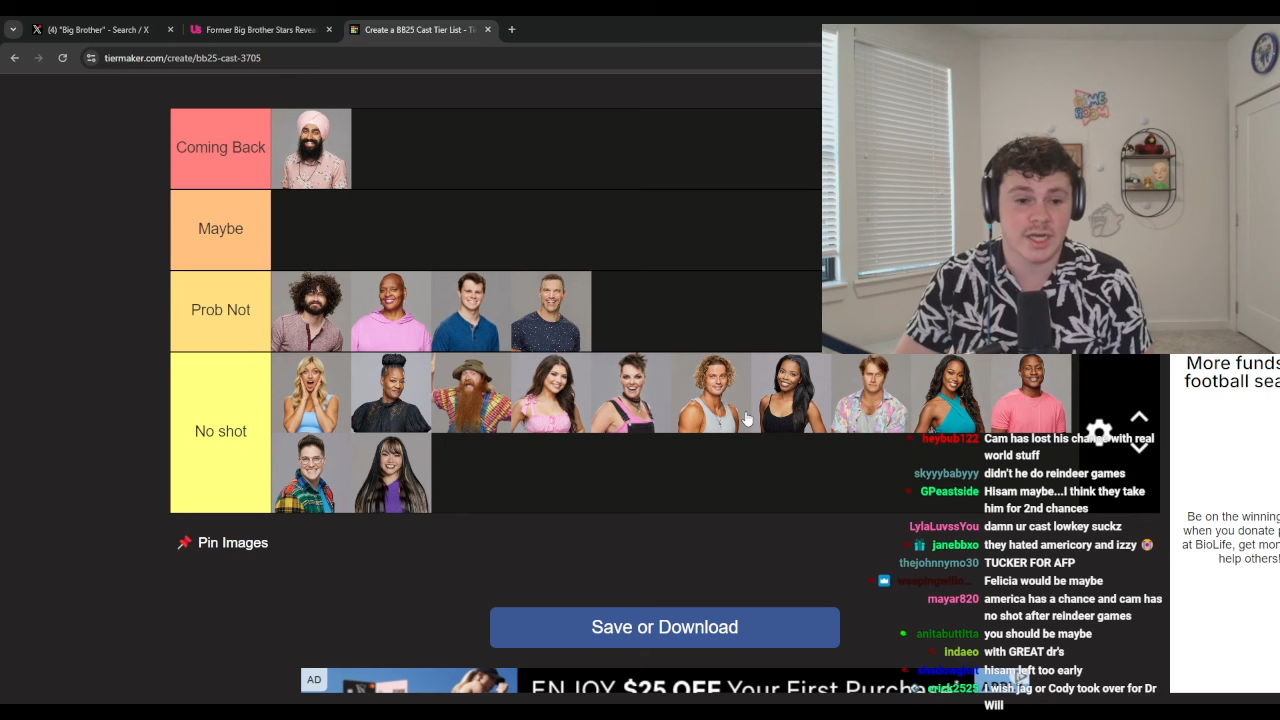 (4) "Big Brother" - Search / X
Former Big Brother Stars Revea
Create a BB25 Cast Tier List - Ti
tiermaker.com/create/bb25-cast-3705
Coming Back
Maybe
Prob Not
No shot
Pin Images
Save or Download
AD
ENJOY $25 OFF Your First Purchase
GAME
ROOM
More funds
football sea
Be on the winning
when you donate p
at BioLife, get mon
help others!
heybub122 Cam has lost his chance with real
world stuff
skyyybabyyy didn't he do reindeer games
GPeastside Hisam maybe...i think they take
him for 2nd chances
LylaLuvssYou damn ur cast lowkey suckz
janebbxo they hated americory and izzy 😭
thejohnnymo30 TUCKER FOR AFP
Felicia would be maybe
mayar820 america has a chance and cam has
no shot after reindeer games
anitabuttitta you should be maybe
indaeo with GREAT dr's
hisam left too early
erick2525 I wish jag or Cody took over for Dr
Will